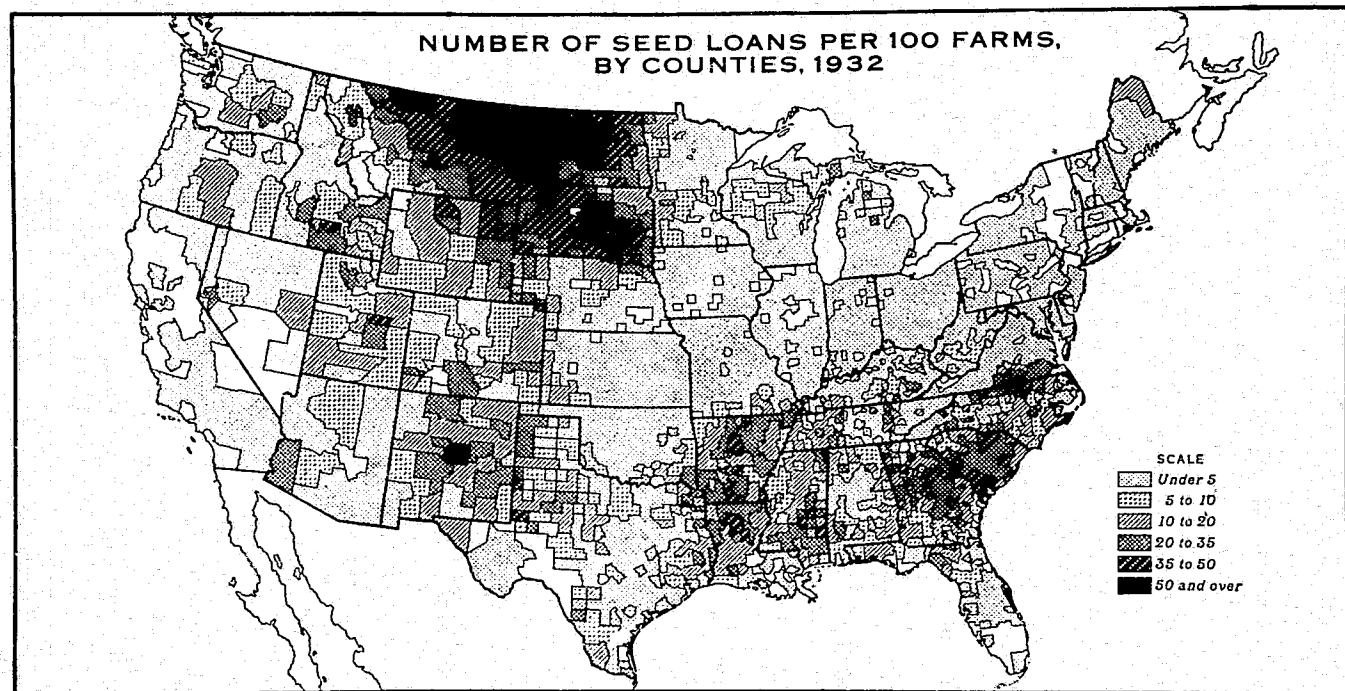 NUMBER OF SEED LOANS PER 100 FARMS,
BY COUNTIES, 1932
SCALE
Under 5
5 to 10
10 to 20
20 to 35
35 to 50
50 and over